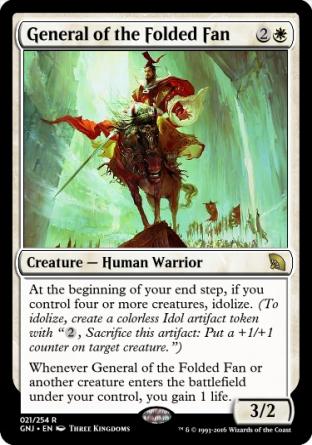 General of the Folded Fan 2
Creature — Human Warrior
At the beginning of your end step, if you
control four or more creatures, idolize. (To
idolize, create a colorless Idol artifact token
with “2, Sacrifice this artifact: Put a +1/+1
counter on target creature.”)
Whenever General of the Folded Fan or
another creature enters the battlefield
under your control, you gain 1 life.
3/2
021/254 R
GNJ • EN Three Kingdoms
™ & © 1993-2016 Wizards of the Coast